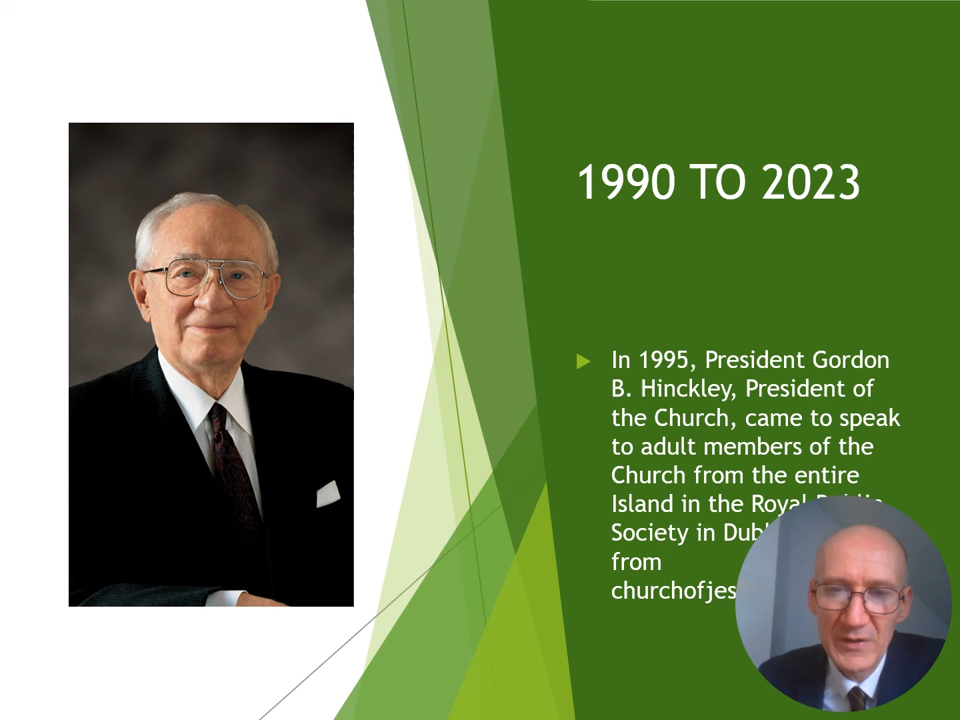 1990 TO 2023
In 1995, President Gordon
B. Hinckley, President of
the Church, came to speak
to adult members of the
Church from the entire
Island in the Royal
Society in
from